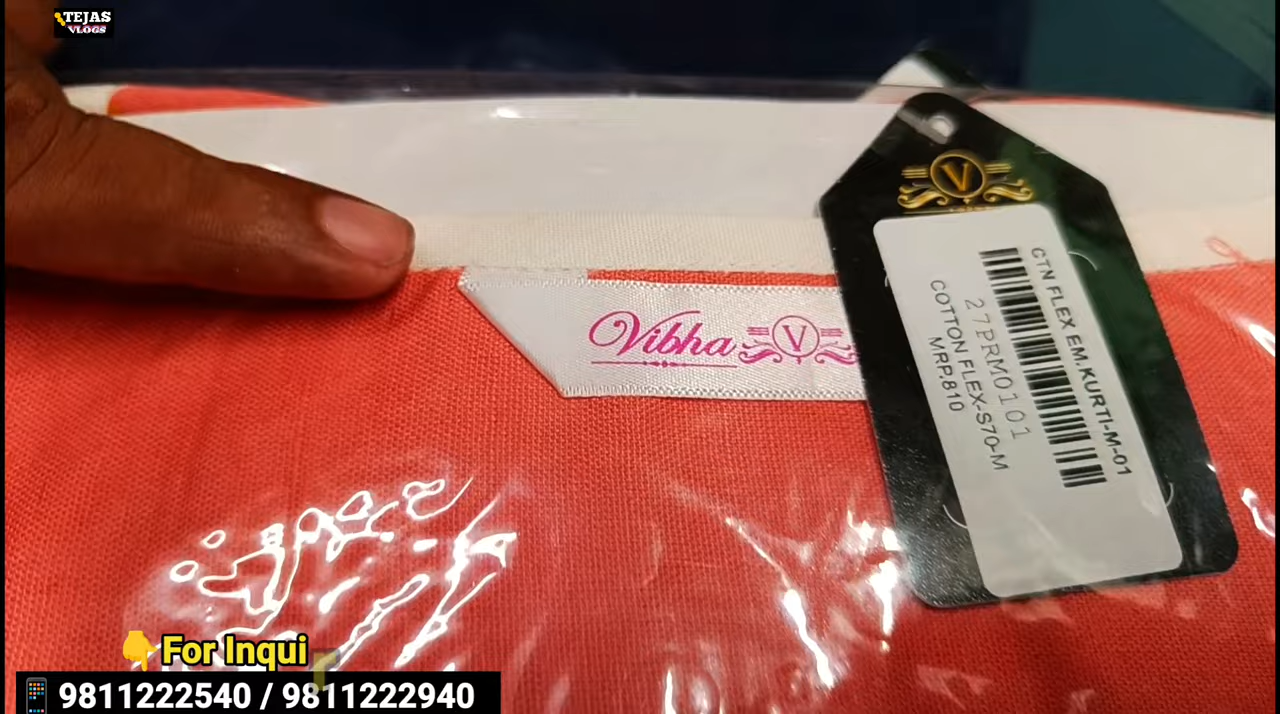 TEJAS
VLOGS
V
Vibha V
CTN FLEX EM.KURTI-M-01
27PRM0101
COTTON FLEX-S70-M
MRP.810
👇For Inqui
📱9811222540 / 9811222940